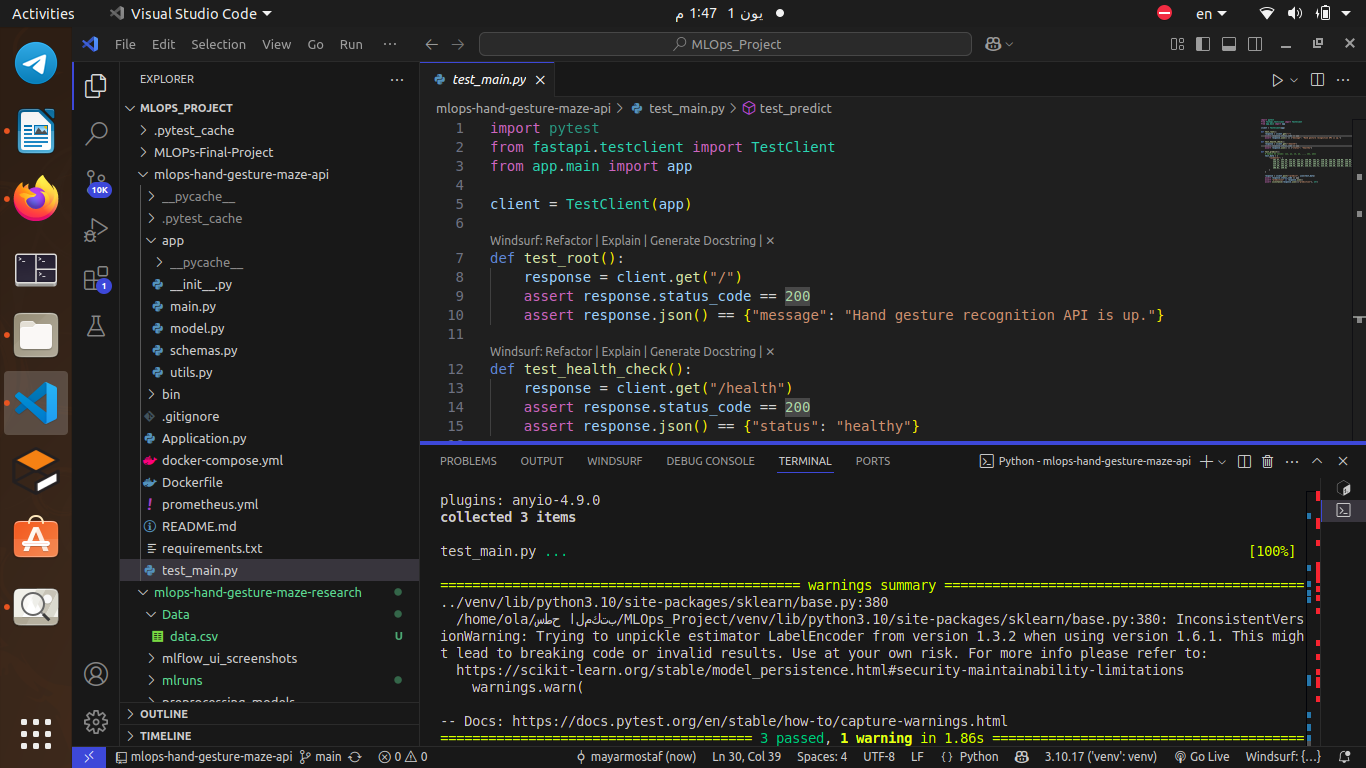 Activities
Visual Studio Code
يون 1 1:47 م
en
File Edit Selection View Go Run ···
MLOps_Project
EXPLORER
MLOPS_PROJECT
.pytest_cache
MLOPs-Final-Project
mlops-hand-gesture-maze-api
__pycache__
.pytest_cache
app
__pycache__
__init__.py
main.py
model.py
schemas.py
utils.py
bin
.gitignore
Application.py
docker-compose.yml
Dockerfile
prometheus.yml
README.md
requirements.txt
test_main.py
mlops-hand-gesture-maze-research
Data
data.csv U
mlflow_ui_screenshots
mlruns
OUTLINE
TIMELINE
10K
1
test_main.py
mlops-hand-gesture-maze-api > test_main.py > test_predict
1 import pytest
2 from fastapi.testclient import TestClient
3 from app.main import app
4
5 client = TestClient(app)
6
Windsurf: Refactor | Explain | Generate Docstring | ×
7 def test_root():
8 response = client.get("/")
9 assert response.status_code == 200
10 assert response.json() == {"message": "Hand gesture recognition API is up."}
11
Windsurf: Refactor | Explain | Generate Docstring | ×
12 def test_health_check():
13 response = client.get("/health")
14 assert response.status_code == 200
15 assert response.json() == {"status": "healthy"}
PROBLEMS OUTPUT WINDSURF DEBUG CONSOLE TERMINAL PORTS
Python - mlops-hand-gesture-maze-api
plugins: anyio-4.9.0
collected 3 items
test_main.py ... [100%]
============================================= warnings summary =============================================
../venv/lib/python3.10/site-packages/sklearn/base.py:380
/home/ola/سطح المكتب/MLOps_Project/venv/lib/python3.10/site-packages/sklearn/base.py:380: InconsistentVers
ionWarning: Trying to unpickle estimator LabelEncoder from version 1.3.2 when using version 1.6.1. This migh
t lead to breaking code or invalid results. Use at your own risk. For more info please refer to:
https://scikit-learn.org/stable/model_persistence.html#security-maintainability-limitations
warnings.warn(
-- Docs: https://docs.pytest.org/en/stable/how-to/capture-warnings.html
======================================= 3 passed, 1 warning in 1.86s =======================================
mlops-hand-gesture-maze-api main 0 0 mayarmostaf (now) Ln 30, Col 39 Spaces: 4 UTF-8 LF { } Python 3.10.17 ('venv': venv) Go Live Windsurf: {...}